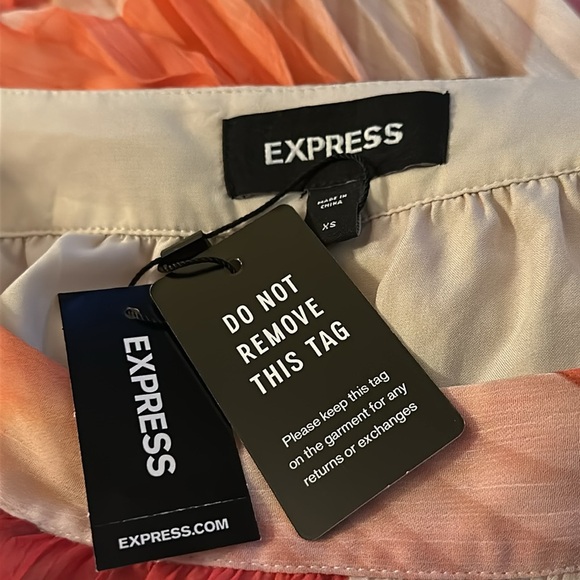 EXPRESS
MADE IN
CHINA
XS
DO NOT
REMOVE
THIS TAG
Please keep this tag
on the garment for any
returns or exchanges
EXPRESS
EXPRESS.COM